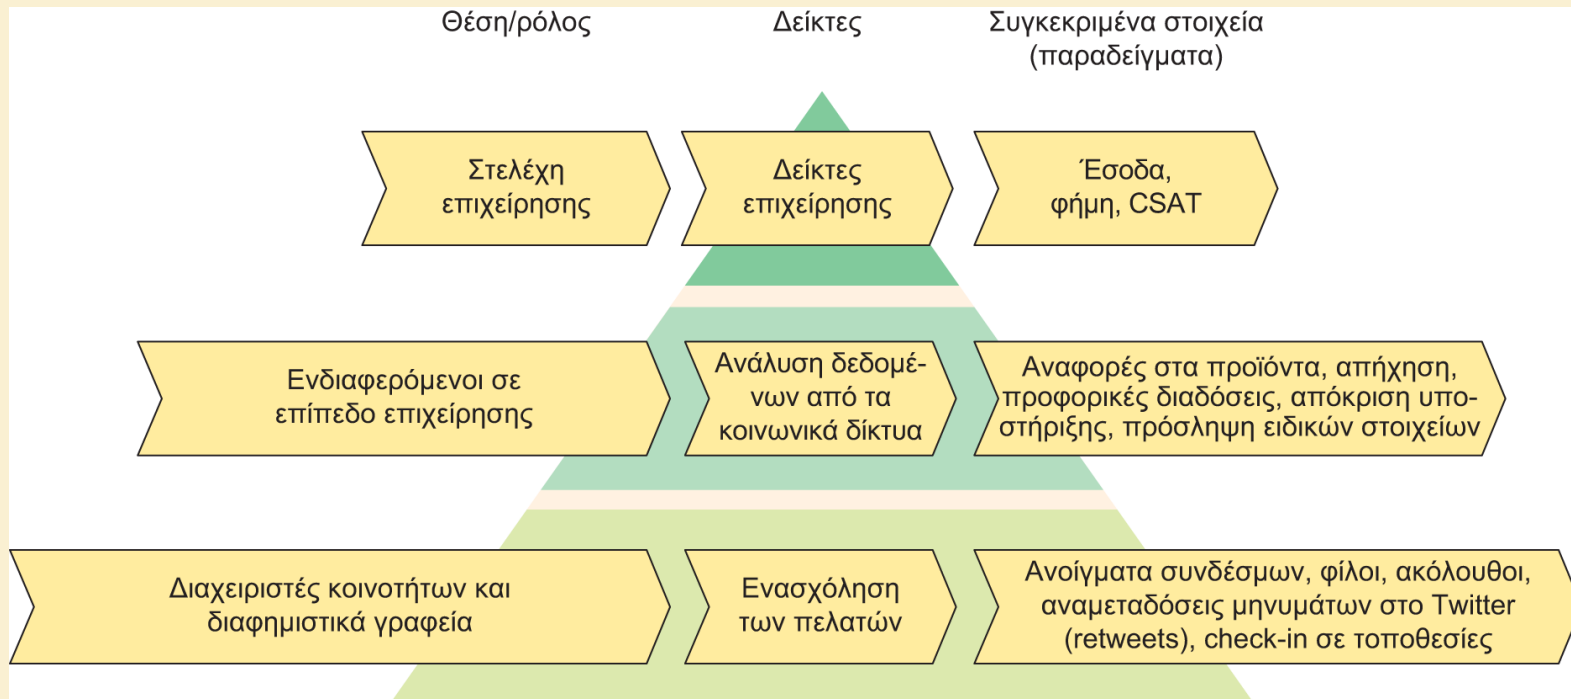 Θέση/ρόλος
Δείκτες
Συγκεκριμένα στοιχεία
(παραδείγματα)
Στελέχη
επιχείρησης
Δείκτες
επιχείρησης
Έσοδα,
φήμη, CSAT
Ενδιαφερόμενοι σε
επίπεδο επιχείρησης
Ανάλυση δεδομέ-
νων από τα
κοινωνικά δίκτυα
Αναφορές στα προϊόντα, απήχηση,
προφορικές διαδόσεις, απόκριση υπο-
στήριξης, πρόσληψη ειδικών στοιχείων
Διαχειριστές κοινοτήτων και
διαφημιστικά γραφεία
Ενασχόληση
των πελατών
Ανοίγματα συνδέσμων, φίλοι, ακόλουθοι,
αναμεταδόσεις μηνυμάτων στο Twitter
(retweets), check-in σε τοποθεσίες